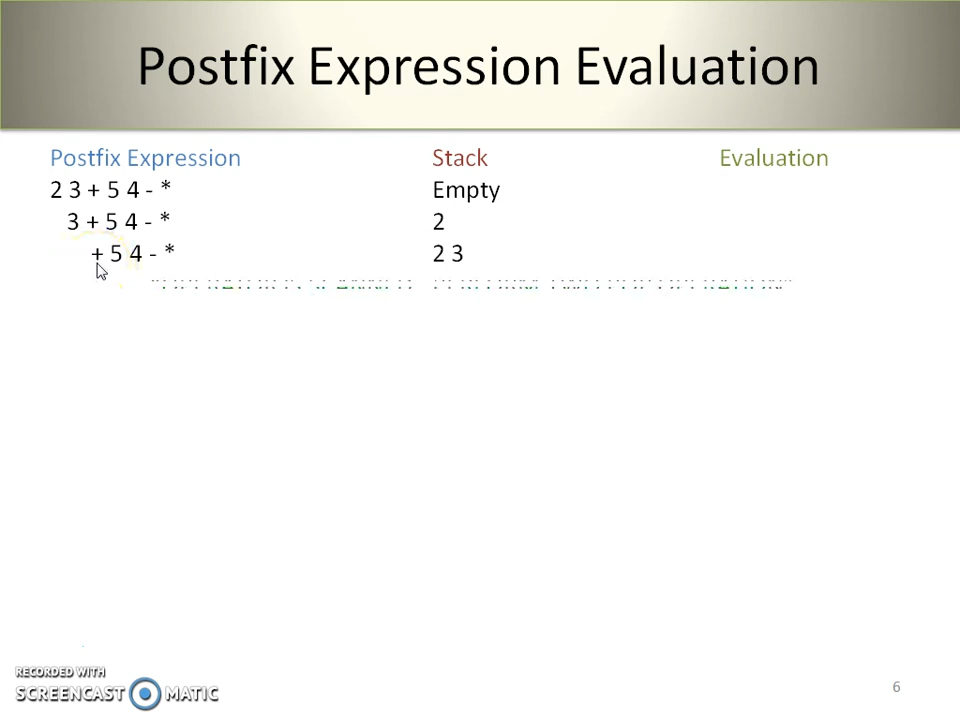 Postfix Expression Evaluation
Postfix Expression Stack Evaluation
2 3 + 5 4 - * Empty
3 + 5 4 - * 2
+ 5 4 - * 2 3
RECORDED WITH
SCREENCAST MATIC
6